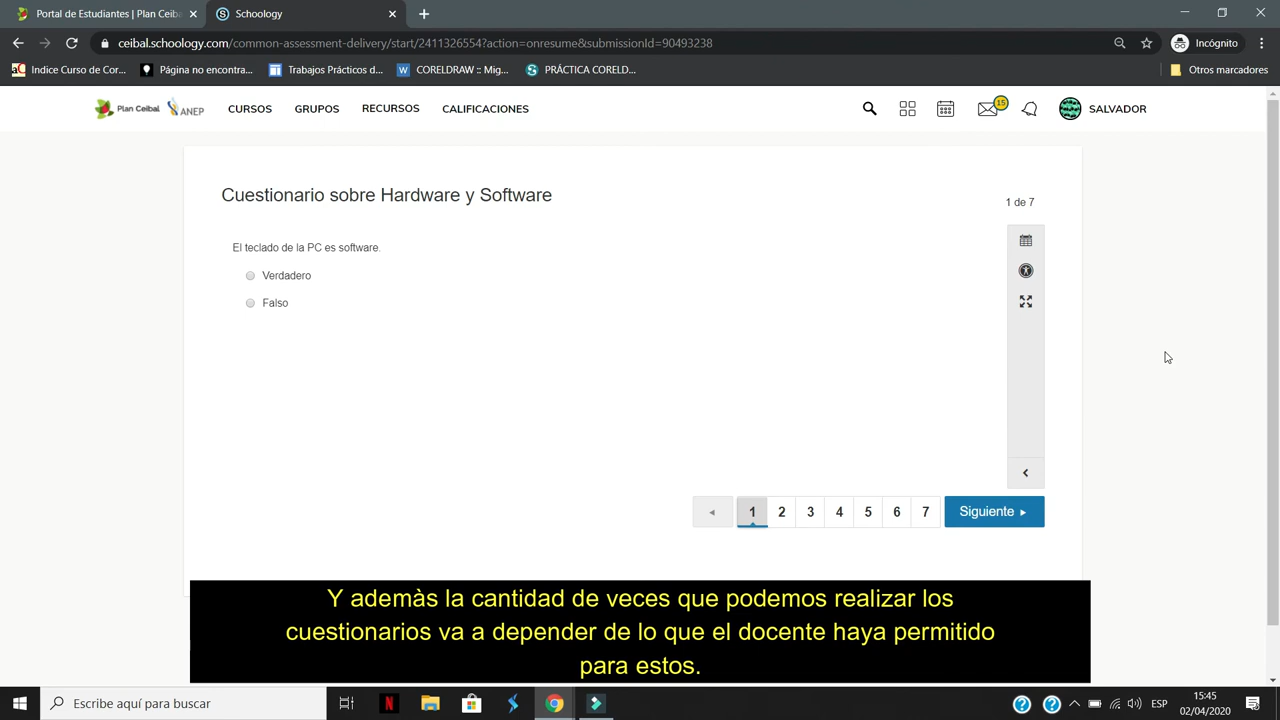 Portal de Estudiantes | Plan Ceiba
Schoology
ceibal.schoology.com/common-assessment-delivery/start/2411326554?action=onresume&submissionId=90493238
Incógnito
Indice Curso de Cor...
Página no encontra...
Trabajos Prácticos d...
CORELDRAW :: Mig...
PRÁCTICA CORELD...
Otros marcadores
Plan Ceibal
ANEP
CURSOS
GRUPOS
RECURSOS
CALIFICACIONES
15
SALVADOR
Cuestionario sobre Hardware y Software
1 de 7
El teclado de la PC es software.
Verdadero
Falso
1 2 3 4 5 6 7
Siguiente
Y ademàs la cantidad de veces que podemos realizar los
cuestionarios va a depender de lo que el docente haya permitido
para estos.
Escribe aquí para buscar
ESP
15:45
02/04/2020